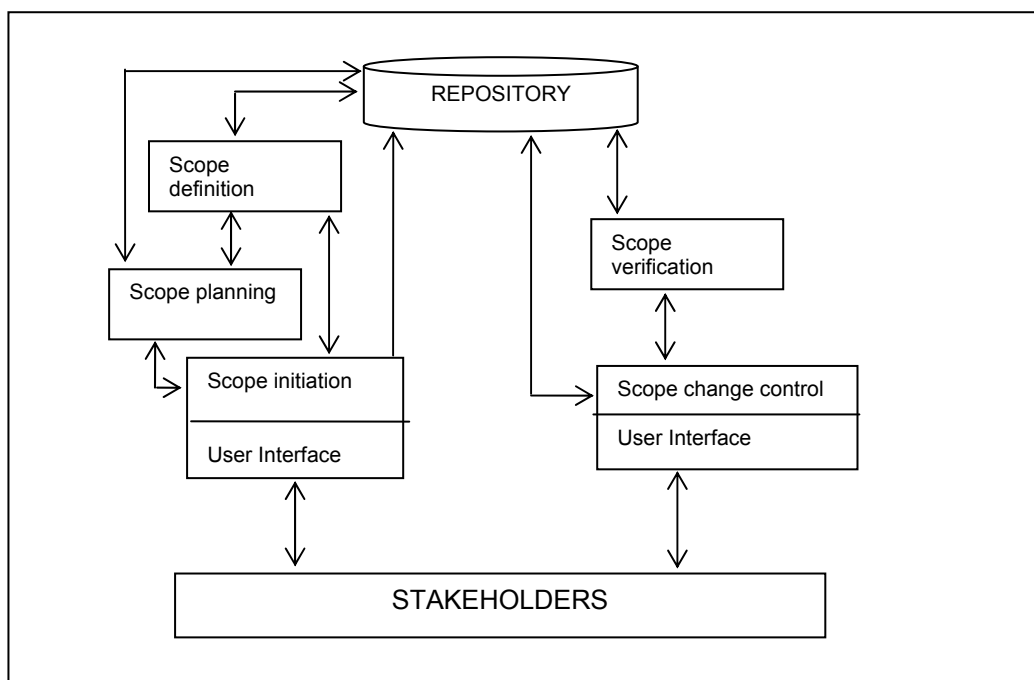 REPOSITORY
Scope
definition
Scope
verification
Scope planning
Scope initiation
User Interface
Scope change control
User Interface
STAKEHOLDERS